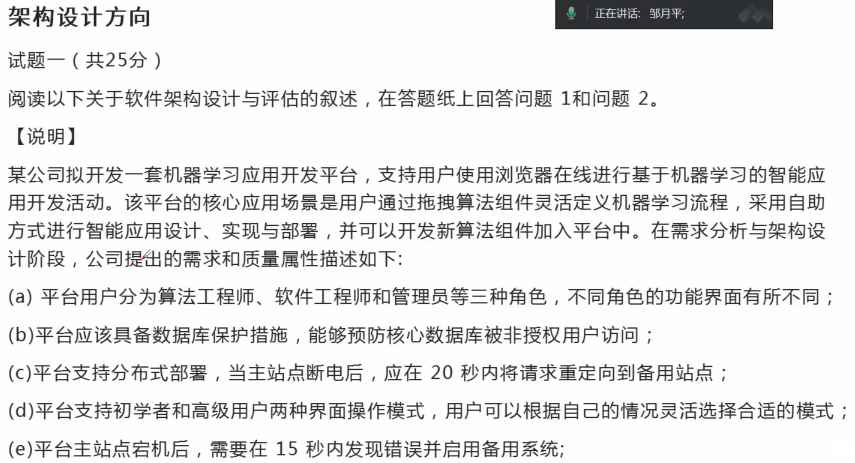 架构设计方向
正在讲话: 邹月平;
试题一（共25分）
阅读以下关于软件架构设计与评估的叙述，在答题纸上回答问题 1和问题 2。
【说明】
某公司拟开发一套机器学习应用开发平台，支持用户使用浏览器在线进行基于机器学习的智能应
用开发活动。该平台的核心应用场景是用户通过拖拽算法组件灵活定义机器学习流程，采用自助
方式进行智能应用设计、实现与部署，并可以开发新算法组件加入平台中。在需求分析与架构设
计阶段，公司提出的需求和质量属性描述如下:
(a) 平台用户分为算法工程师、软件工程师和管理员等三种角色，不同角色的功能界面有所不同；
(b)平台应该具备数据库保护措施，能够预防核心数据库被非授权用户访问；
(c)平台支持分布式部署，当主站点断电后，应在 20 秒内将请求重定向到备用站点；
(d)平台支持初学者和高级用户两种界面操作模式，用户可以根据自己的情况灵活选择合适的模式；
(e)平台主站点宕机后，需要在 15 秒内发现错误并启用备用系统;